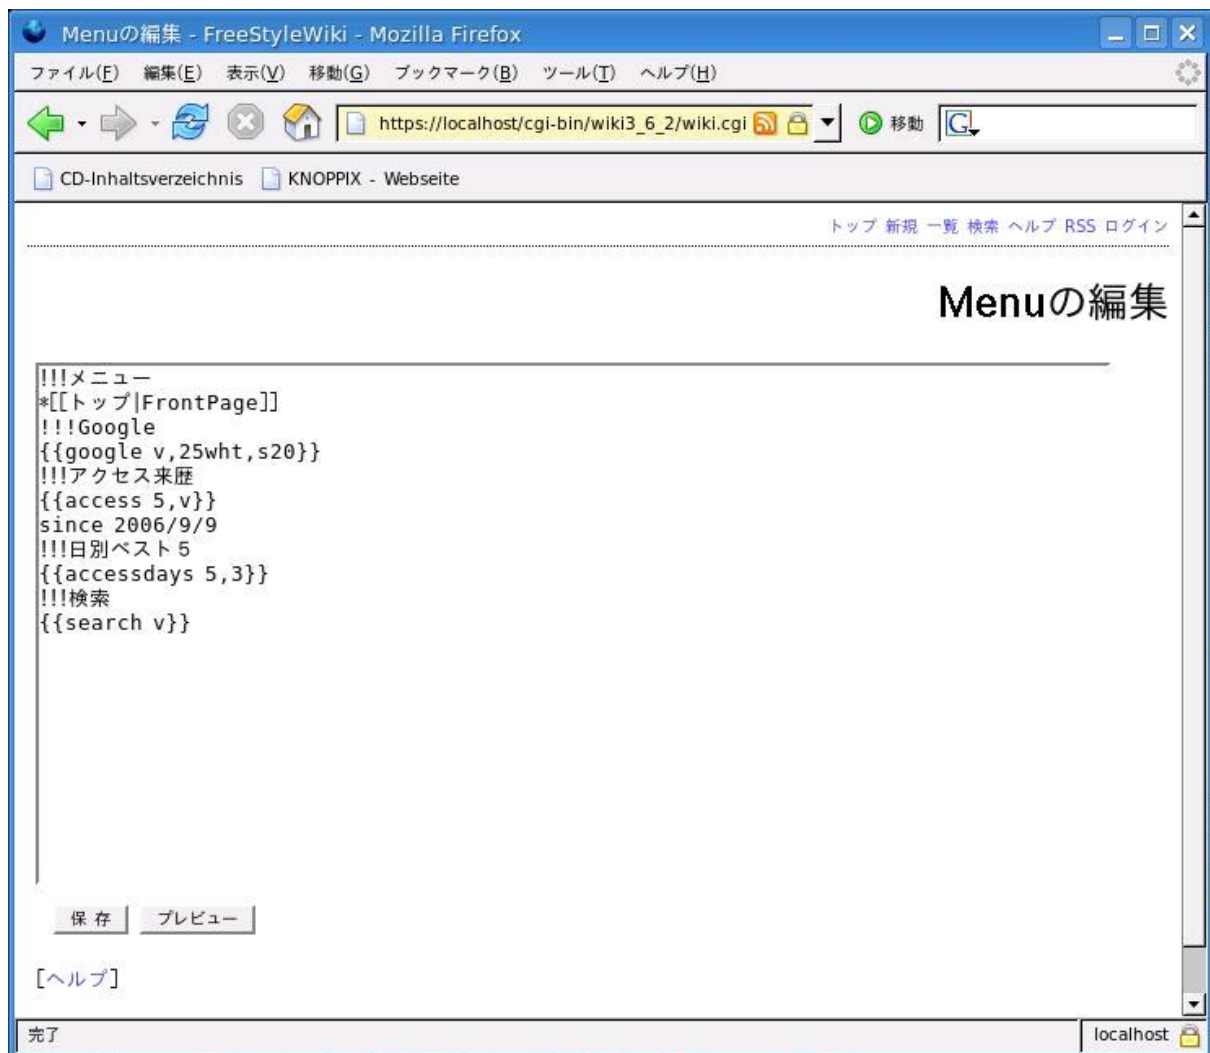 Menuの編集 - FreeStyleWiki - Mozilla Firefox
ファイル(F) 編集(E) 表示(V) 移動(G) ブックマーク(B) ツール(T) ヘルプ(H)
https://localhost/cgi-bin/wiki3_6_2/wiki.cgi 移動 G
CD-Inhaltsverzeichnis KNOPPIX - Webseite
トップ 新規 一覧 検索 ヘルプ RSS ログイン
Menuの編集
!!!メニュー
*[[トップ|FrontPage]]
!!!Google
{{google v,25wht,s20}}
!!!アクセス来歴
{{access 5,v}}
since 2006/9/9
!!!日別ベスト５
{{accessdays 5,3}}
!!!検索
{{search v}}
保 存 プレビュー
[ヘルプ]
完了 localhost